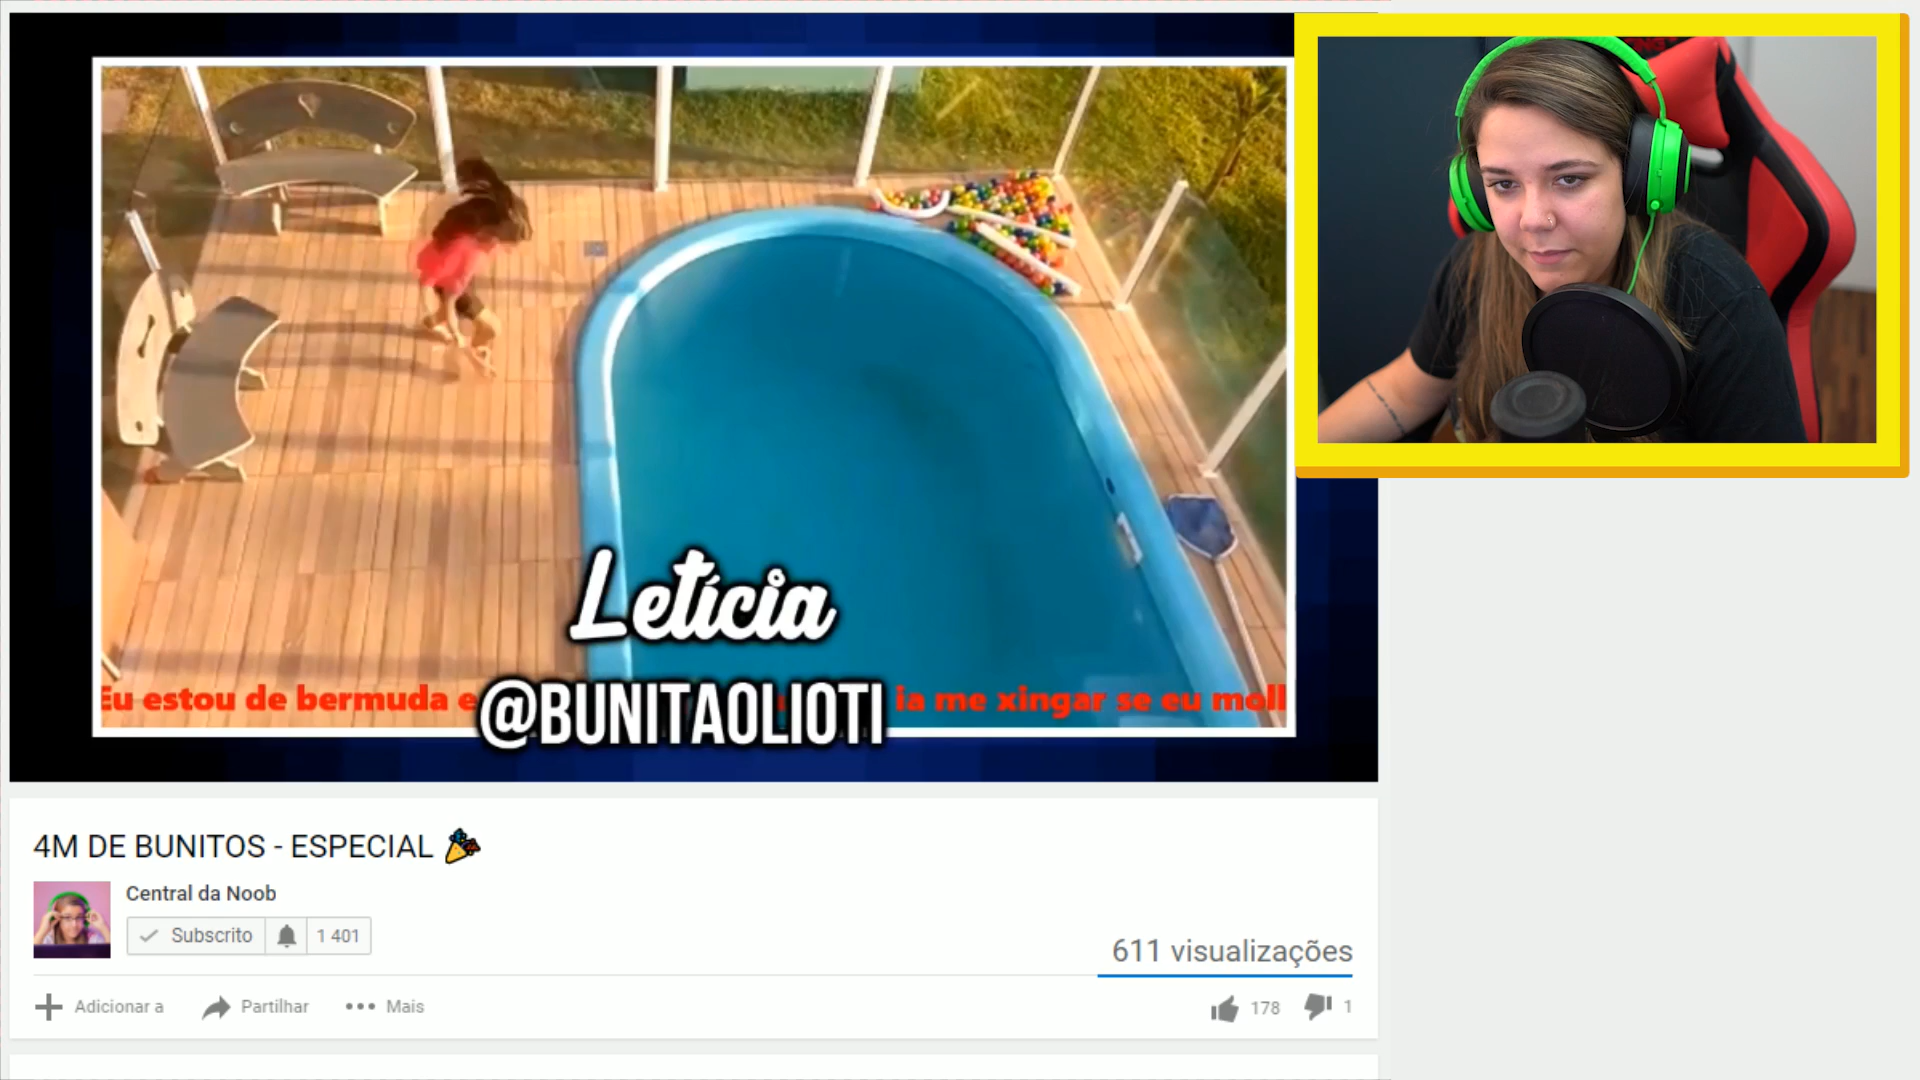 Letícia
Eu estou de bermuda e
ia me xingar se eu moll
@BUNITAOLIOTI
4M DE BUNITOS - ESPECIAL
Central da Noob
Subscrito
1 401
611 visualizações
Adicionar a
Partilhar
Mais
178
1